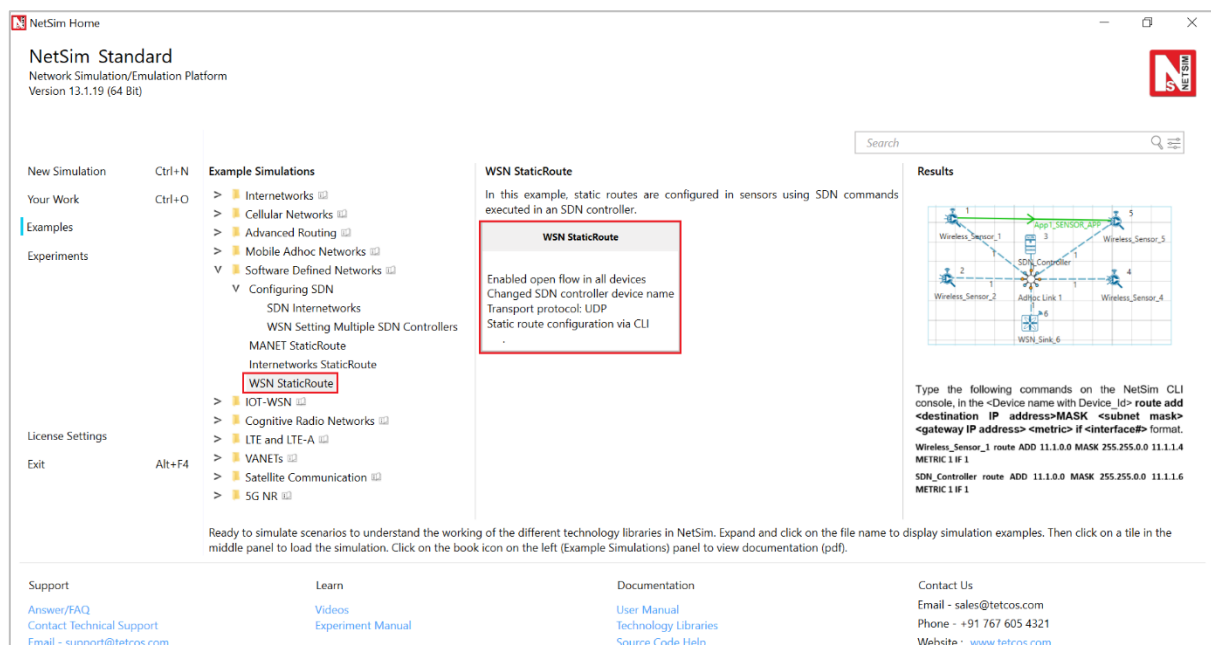 NetSim Home
NetSim Standard
Network Simulation/Emulation Platform
Version 13.1.19 (64 Bit)
NETSIM
Search
New Simulation Ctrl+N
Your Work Ctrl+O
Examples
Experiments
License Settings
Exit Alt+F4
Example Simulations
> Internetworks
> Cellular Networks
> Advanced Routing
> Mobile Adhoc Networks
V Software Defined Networks
V Configuring SDN
SDN Internetworks
WSN Setting Multiple SDN Controllers
MANET StaticRoute
Internetworks StaticRoute
WSN StaticRoute
> IOT-WSN
> Cognitive Radio Networks
> LTE and LTE-A
> VANETs
> Satellite Communication
> 5G NR
WSN StaticRoute
In this example, static routes are configured in sensors using SDN commands
executed in an SDN controller.
WSN StaticRoute
Enabled open flow in all devices
Changed SDN controller device name
Transport protocol: UDP
Static route configuration via CLI
.
Results
1
App1_SENSOR_APP
5
Wireless_Sensor_1
3
Wireless_Sensor_5
1
SDN_Controller
1
2
1
1
4
Wireless_Sensor_2
AdHoc Link 1
Wireless_Sensor_4
1
6
WSN_Sink_6
Type the following commands on the NetSim CLI
console, in the <Device name with Device_Id> route add
<destination IP address>MASK <subnet mask>
<gateway IP address> <metric> if <interface#> format.
Wireless_Sensor_1 route ADD 11.1.0.0 MASK 255.255.0.0 11.1.1.4
METRIC 1 IF 1
SDN_Controller route ADD 11.1.0.0 MASK 255.255.0.0 11.1.1.6
METRIC 1 IF 1
Ready to simulate scenarios to understand the working of the different technology libraries in NetSim. Expand and click on the file name to display simulation examples. Then click on a tile in the
middle panel to load the simulation. Click on the book icon on the left (Example Simulations) panel to view documentation (pdf).
Support
Answer/FAQ
Contact Technical Support
Email - support@tetcos.com
Learn
Videos
Experiment Manual
Documentation
User Manual
Technology Libraries
Source Code Help
Contact Us
Email - sales@tetcos.com
Phone - +91 767 605 4321
Website : www.tetcos.com